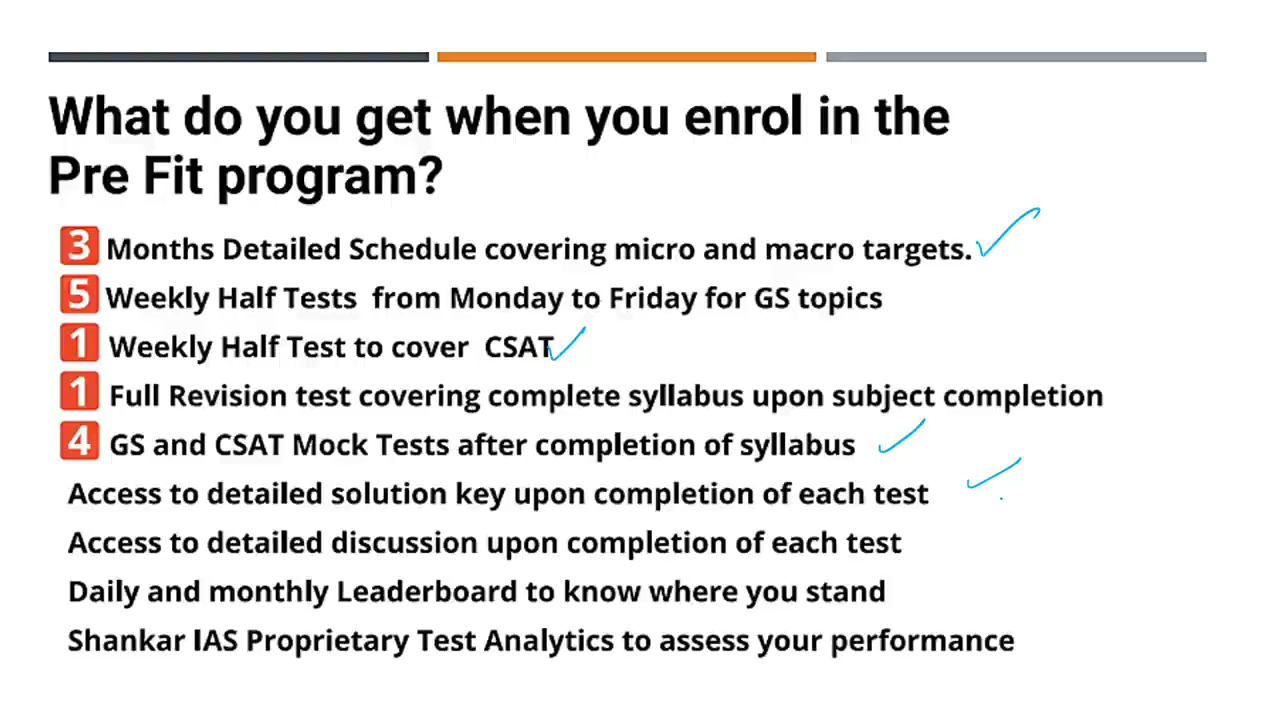 What do you get when you enrol in the
Pre Fit program?
3 Months Detailed Schedule covering micro and macro targets.
5 Weekly Half Tests from Monday to Friday for GS topics
1 Weekly Half Test to cover CSAT
1 Full Revision test covering complete syllabus upon subject completion
4 GS and CSAT Mock Tests after completion of syllabus
Access to detailed solution key upon completion of each test
Access to detailed discussion upon completion of each test
Daily and monthly Leaderboard to know where you stand
Shankar IAS Proprietary Test Analytics to assess your performance